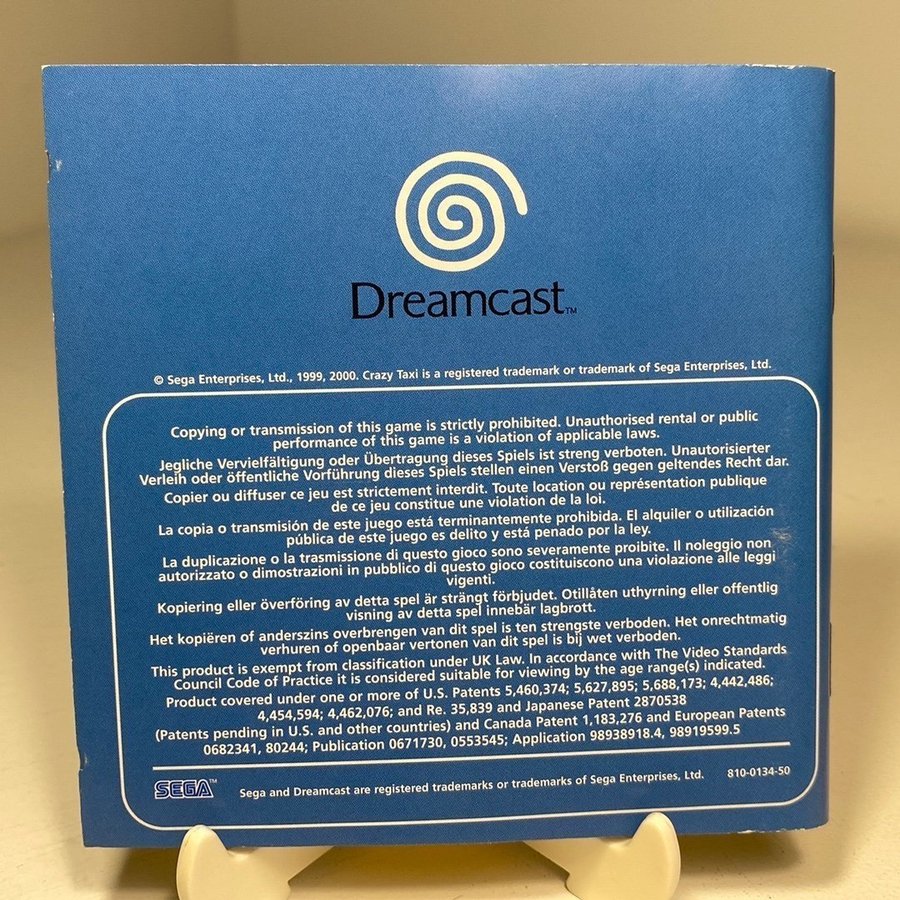 Dreamcast™
© Sega Enterprises, Ltd., 1999, 2000. Crazy Taxi is a registered trademark or trademark of Sega Enterprises, Ltd.
Copying or transmission of this game is strictly prohibited. Unauthorised rental or public
performance of this game is a violation of applicable laws.
Jegliche Vervielfältigung oder Übertragung dieses Spiels ist streng verboten. Unautorisierter
Verleih oder öffentliche Vorführung dieses Spiels stellen einen Verstoß gegen geltendes Recht dar.
Copier ou diffuser ce jeu est strictement interdit. Toute location ou représentation publique
de ce jeu constitue une violation de la loi.
La copia o transmisión de este juego está terminantemente prohibida. El alquiler o utilización
pública de este juego es delito y está penado por la ley.
La duplicazione o la trasmissione di questo gioco sono severamente proibite. Il noleggio non
autorizzato o dimostrazioni in pubblico di questo gioco costituiscono una violazione alle leggi
vigenti.
Kopiering eller överföring av detta spel är strängt förbjudet. Otillåten uthyrning eller offentlig
visning av detta spel innebär lagbrott.
Het kopiëren of anderszins overbrengen van dit spel is ten strengste verboden. Het onrechtmatig
verhuren of openbaar vertonen van dit spel is bij wet verboden.
This product is exempt from classification under UK Law. In accordance with The Video Standards
Council Code of Practice it is considered suitable for viewing by the age range(s) indicated.
Product covered under one or more of U.S. Patents 5,460,374; 5,627,895; 5,688,173; 4,442,486;
4,454,594; 4,462,076; and Re. 35,839 and Japanese Patent 2870538
(Patents pending in U.S. and other countries) and Canada Patent 1,183,276 and European Patents
0682341, 80244; Publication 0671730, 0553545; Application 98938918.4, 98919599.5
SEGA™ Sega and Dreamcast are registered trademarks or trademarks of Sega Enterprises, Ltd. 810-0134-50